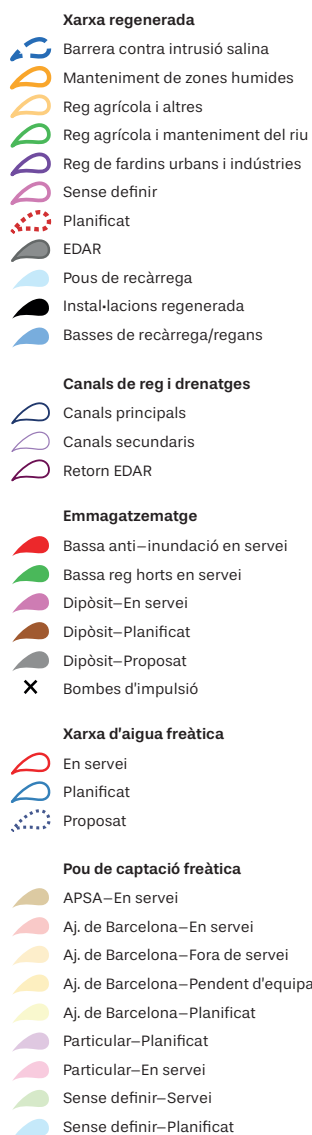 Xarxa regenerada
Barrera contra intrusió salina
Manteniment de zones humides
Reg agrícola i altres
Reg agrícola i manteniment del riu
Reg de fardins urbans i indústries
Sense definir
Planificat
EDAR
Pous de recàrrega
Instal•lacions regenerada
Basses de recàrrega/regans
Canals de reg i drenatges
Canals principals
Canals secundaris
Retorn EDAR
Emmagatzematge
Bassa anti–inundació en servei
Bassa reg horts en servei
Dipòsit–En servei
Dipòsit–Planificat
Dipòsit–Proposat
Bombes d'impulsió
Xarxa d'aigua freàtica
En servei
Planificat
Proposat
Pou de captació freàtica
APSA–En servei
Aj. de Barcelona–En servei
Aj. de Barcelona–Fora de servei
Aj. de Barcelona–Pendent d'equipa
Aj. de Barcelona–Planificat
Particular–Planificat
Particular–En servei
Sense definir–Servei
Sense definir–Planificat